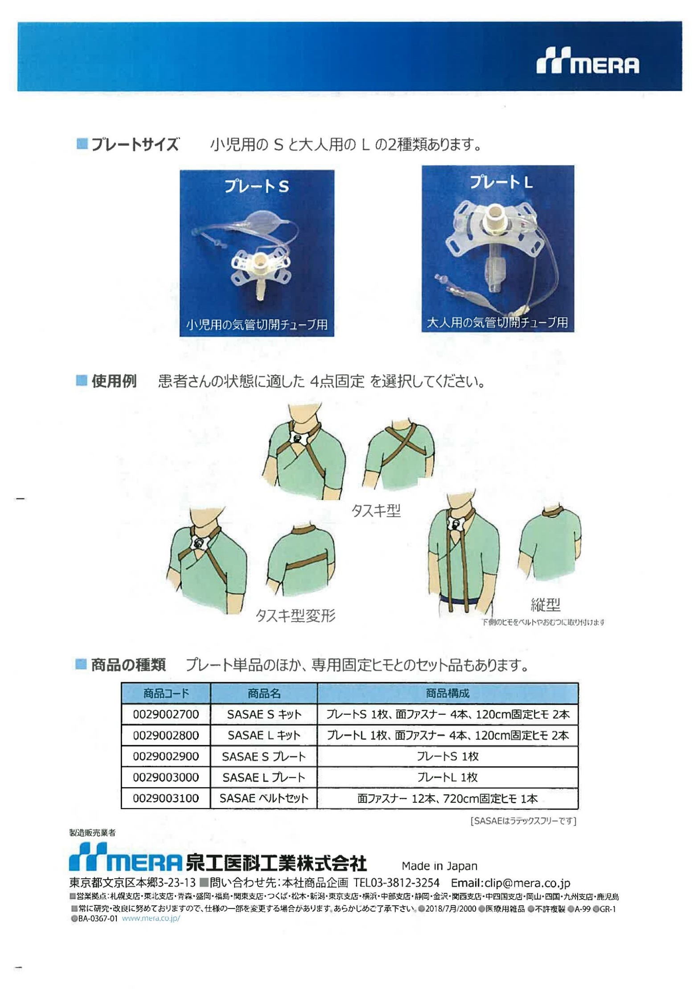 MERA
■ プレートサイズ　小児用の S と大人用の L の2種類あります。
プレート S
小児用の気管切開チューブ用
プレート L
大人用の気管切開チューブ用
■ 使用例　患者さんの状態に適した 4点固定 を選択してください。
タスキ型
タスキ型変形
縦型
下側のヒモをベルトやおむつに取り付けます
■ 商品の種類　プレート単品のほか、専用固定ヒモとのセット品もあります。
商品コード　商品名　商品構成
0029002700　SASAE S キット　プレートS 1枚、面ファスナー 4本、120cm固定ヒモ 2本
0029002800　SASAE L キット　プレートL 1枚、面ファスナー 4本、120cm固定ヒモ 2本
0029002900　SASAE S プレート　プレートS 1枚
0029003000　SASAE L プレート　プレートL 1枚
0029003100　SASAE ベルトセット　面ファスナー 12本、720cm固定ヒモ 1本
[SASAEはラテックスフリーです]
製造販売業者
MERA 泉工医科工業株式会社　Made in Japan
東京都文京区本郷3-23-13 ■問い合わせ先：本社商品企画 TEL03-3812-3254 Email:clip@mera.co.jp
■営業拠点：札幌支店・東北支店・青森・盛岡・福島・関東支店・つくば・松本・新潟・東京支店・横浜・中部支店・静岡・金沢・関西支店・中四国支店・岡山・四国・九州支店・鹿児島
■常に研究・改良に努めておりますので、仕様の一部を変更する場合があります。あらかじめご了承下さい。●2018/7月/2000 ●医療用雑品 ●不許複製 ●A-99 ●GR-1
●BA-0367-01 www.mera.co.jp/